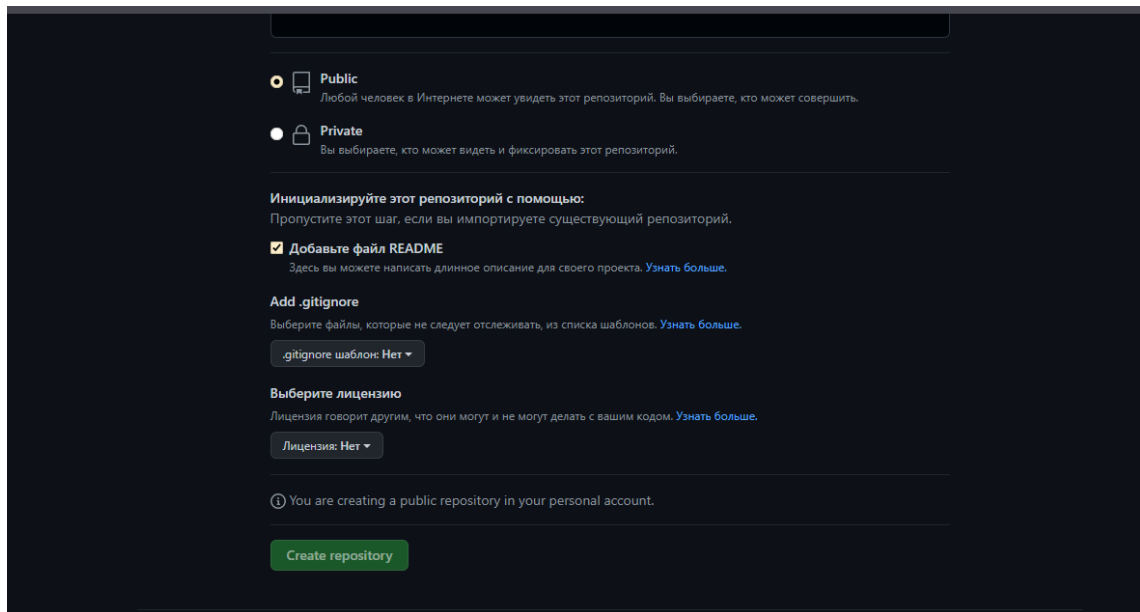 Public
Любой человек в Интернете может увидеть этот репозиторий. Вы выбираете, кто может совершить.
Private
Вы выбираете, кто может видеть и фиксировать этот репозиторий.
Инициализируйте этот репозиторий с помощью:
Пропустите этот шаг, если вы импортируете существующий репозиторий.
Добавьте файл README
Здесь вы можете написать длинное описание для своего проекта. Узнать больше.
Add .gitignore
Выберите файлы, которые не следует отслеживать, из списка шаблонов. Узнать больше.
.gitignore шаблон: Нет
Выберите лицензию
Лицензия говорит другим, что они могут и не могут делать с вашим кодом. Узнать больше.
Лицензия: Нет
You are creating a public repository in your personal account.
Create repository